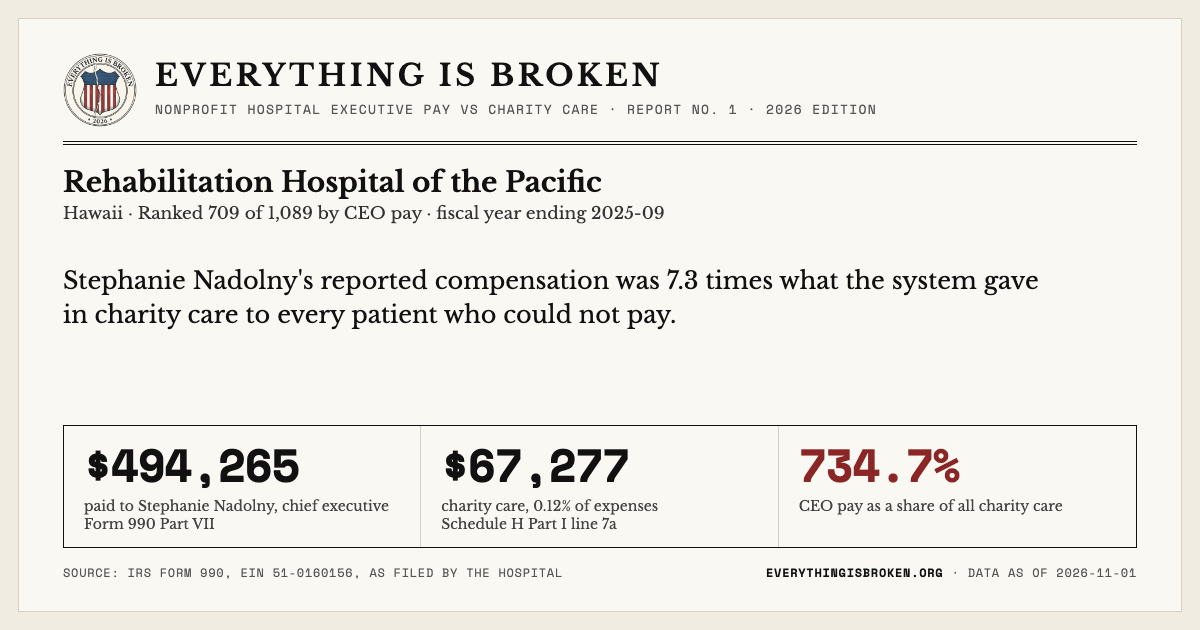 EVERYTHING IS BROKEN
2026
EVERYTHING IS BROKEN
NONPROFIT HOSPITAL EXECUTIVE PAY VS CHARITY CARE · REPORT NO. 1 · 2026 EDITION
Rehabilitation Hospital of the Pacific
Hawaii · Ranked 709 of 1,089 by CEO pay · fiscal year ending 2025-09
Stephanie Nadolny's reported compensation was 7.3 times what the system gave
in charity care to every patient who could not pay.
$494,265
paid to Stephanie Nadolny, chief executive
Form 990 Part VII
$67,277
charity care, 0.12% of expenses
Schedule H Part I line 7a
734.7%
CEO pay as a share of all charity care
SOURCE: IRS FORM 990, EIN 51-0160156, AS FILED BY THE HOSPITAL
EVERYTHINGISBROKEN.ORG · DATA AS OF 2026-11-01